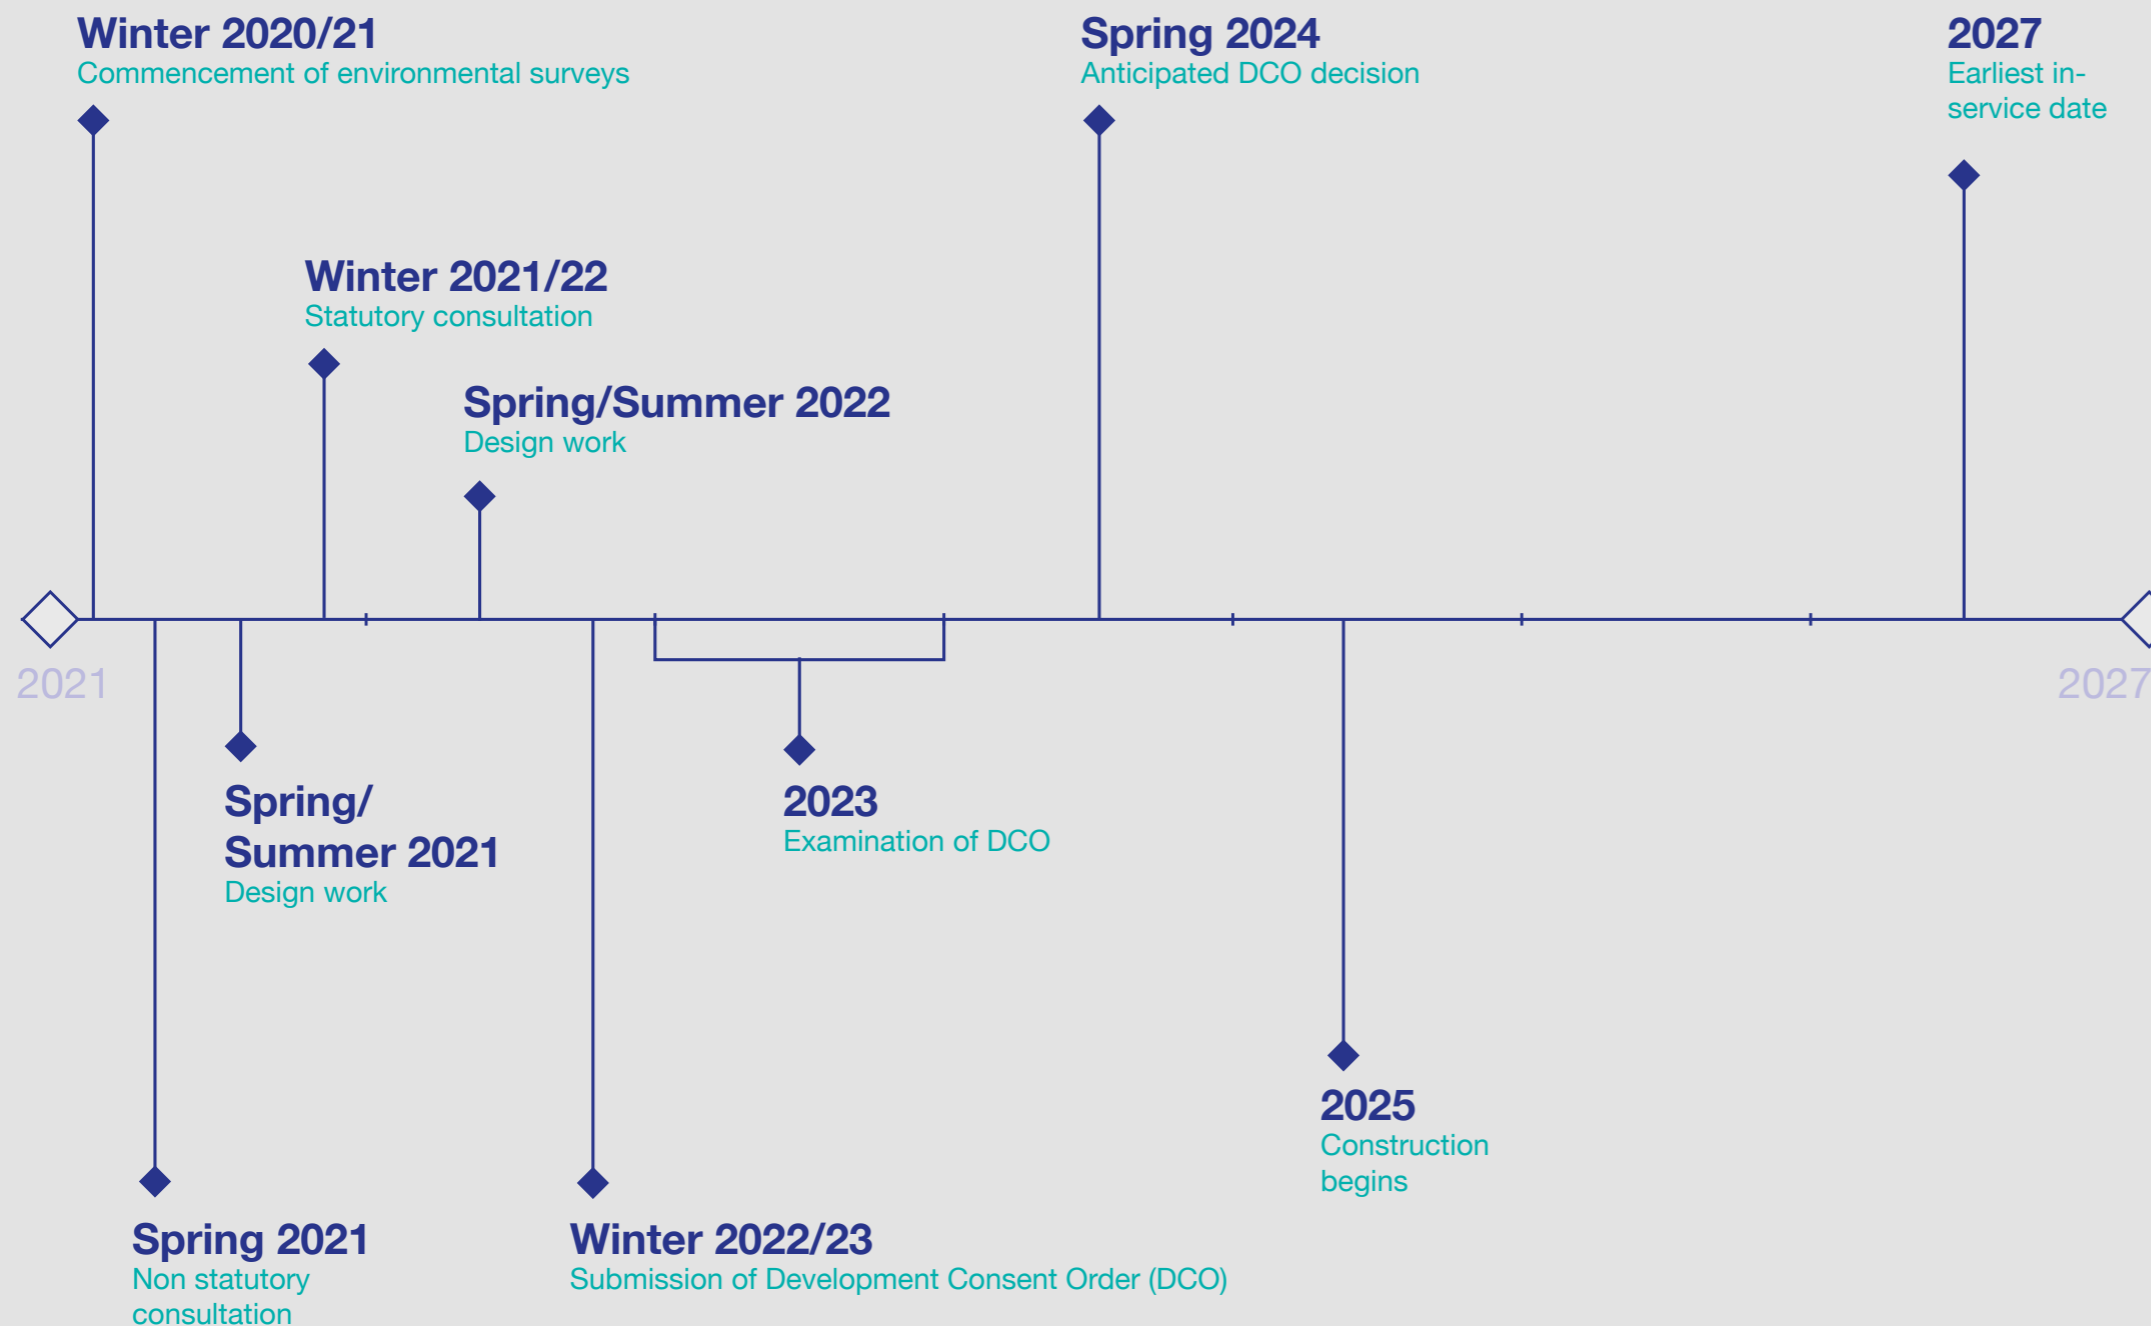 Winter 2020/21
Commencement of environmental surveys
Spring 2024
Anticipated DCO decision
2027
Earliest in-
service date
Winter 2021/22
Statutory consultation
Spring/Summer 2022
Design work
2021
2027
Spring/
Summer 2021
Design work
2023
Examination of DCO
2025
Construction
begins
Spring 2021
Non statutory
consultation
Winter 2022/23
Submission of Development Consent Order (DCO)